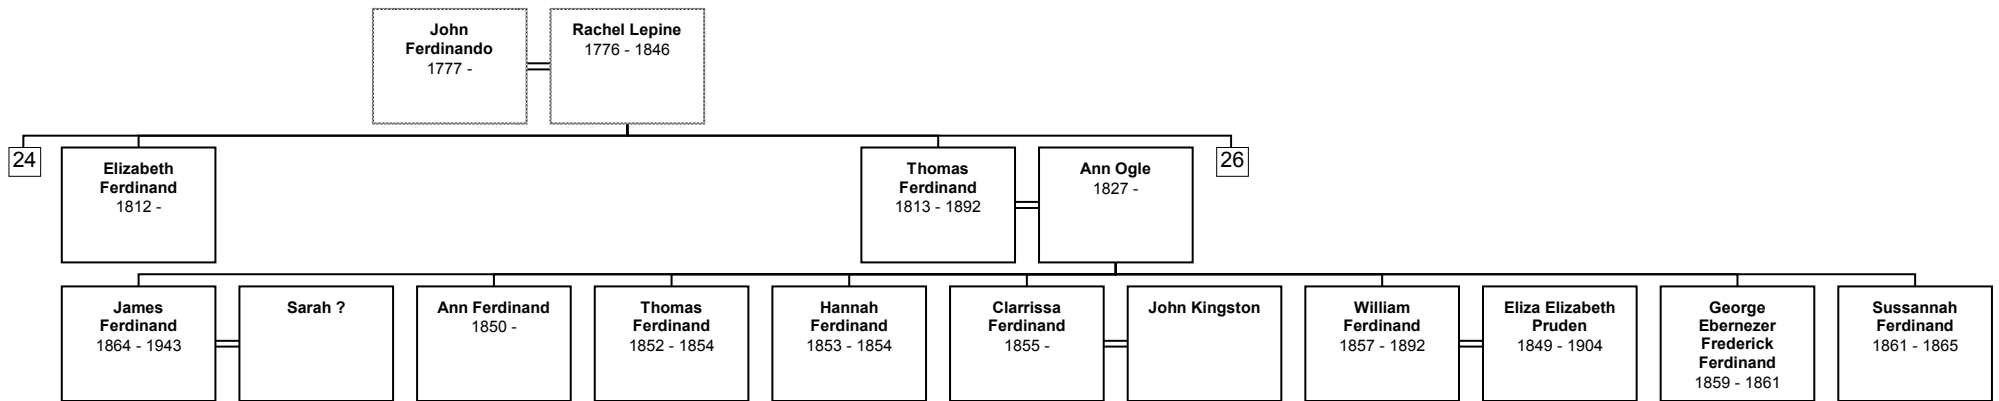 John
Ferdinando
1777 -
Rachel Lepine
1776 - 1846
24
Elizabeth
Ferdinand
1812 -
Thomas
Ferdinand
1813 - 1892
Ann Ogle
1827 -
26
James
Ferdinand
1864 - 1943
Sarah ?
Ann Ferdinand
1850 -
Thomas
Ferdinand
1852 - 1854
Hannah
Ferdinand
1853 - 1854
Clarrissa
Ferdinand
1855 -
John Kingston
William
Ferdinand
1857 - 1892
Eliza Elizabeth
Pruden
1849 - 1904
George
Ebernezer
Frederick
Ferdinand
1859 - 1861
Sussannah
Ferdinand
1861 - 1865